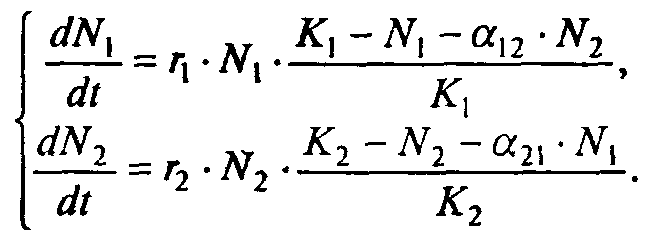 dN₁/dt = r₁ · N₁ · (K₁ − N₁ − α₁₂ · N₂)/K₁,
dN₂/dt = r₂ · N₂ · (K₂ − N₂ − α₂₁ · N₁)/K₂.